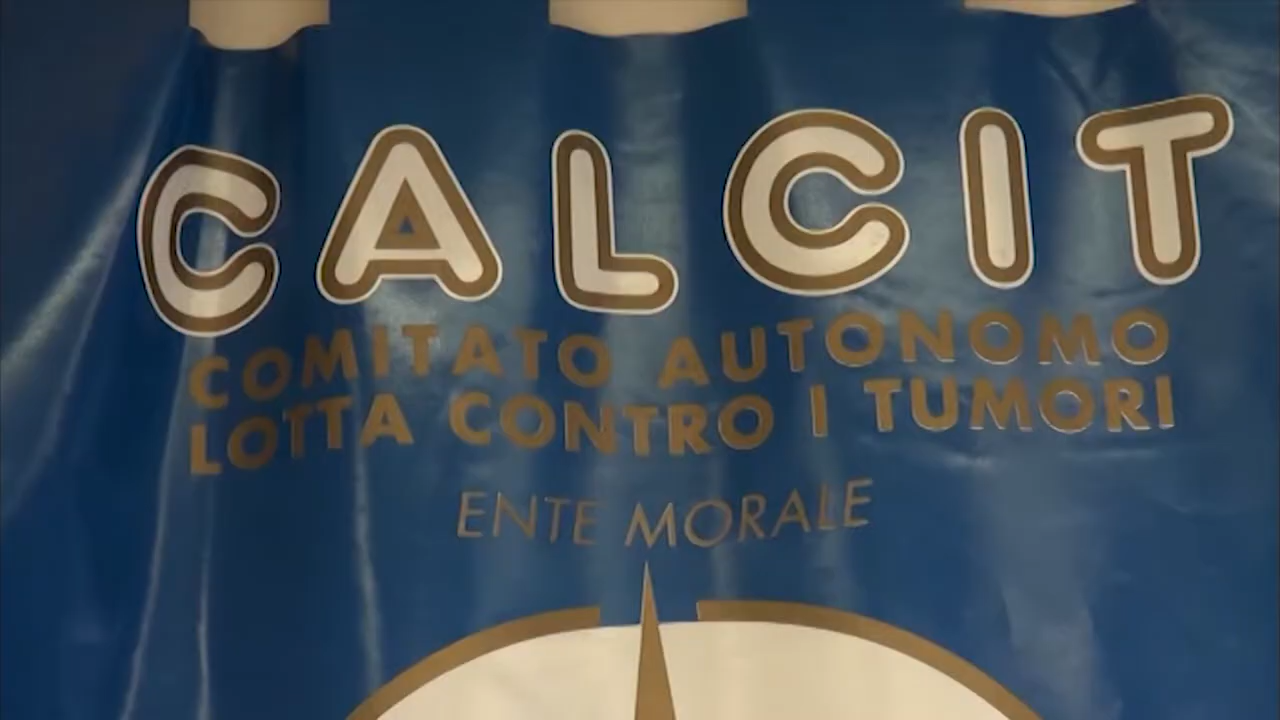 CALCIT
COMITATO AUTONOMO
LOTTA CONTRO I TUMORI
ENTE MORALE